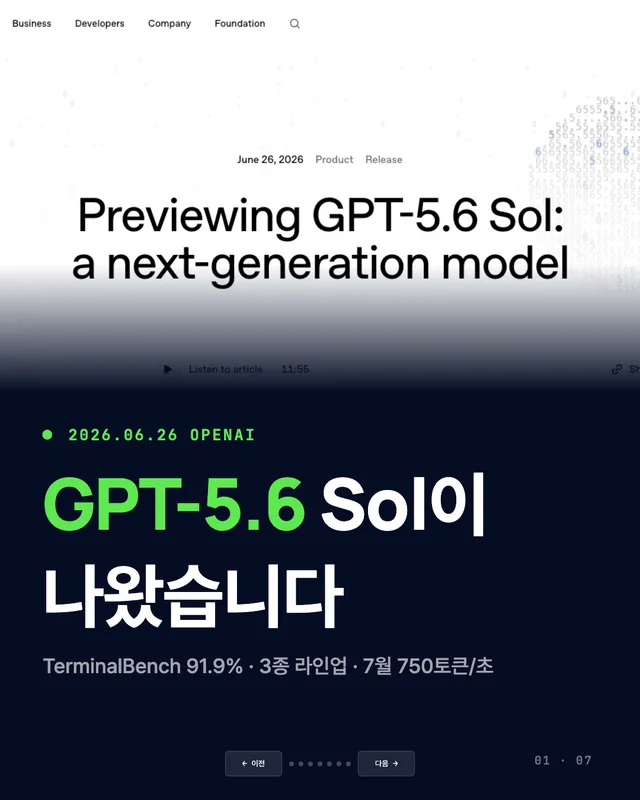 Business Developers Company Foundation
June 26, 2026 Product Release
Previewing GPT-5.6 Sol:
a next-generation model
Listen to article 11:55
2026.06.26 OPENAI
GPT-5.6 Sol이
나왔습니다
TerminalBench 91.9% · 3종 라인업 · 7월 750토큰/초
← 이전 다음 →
01 · 07